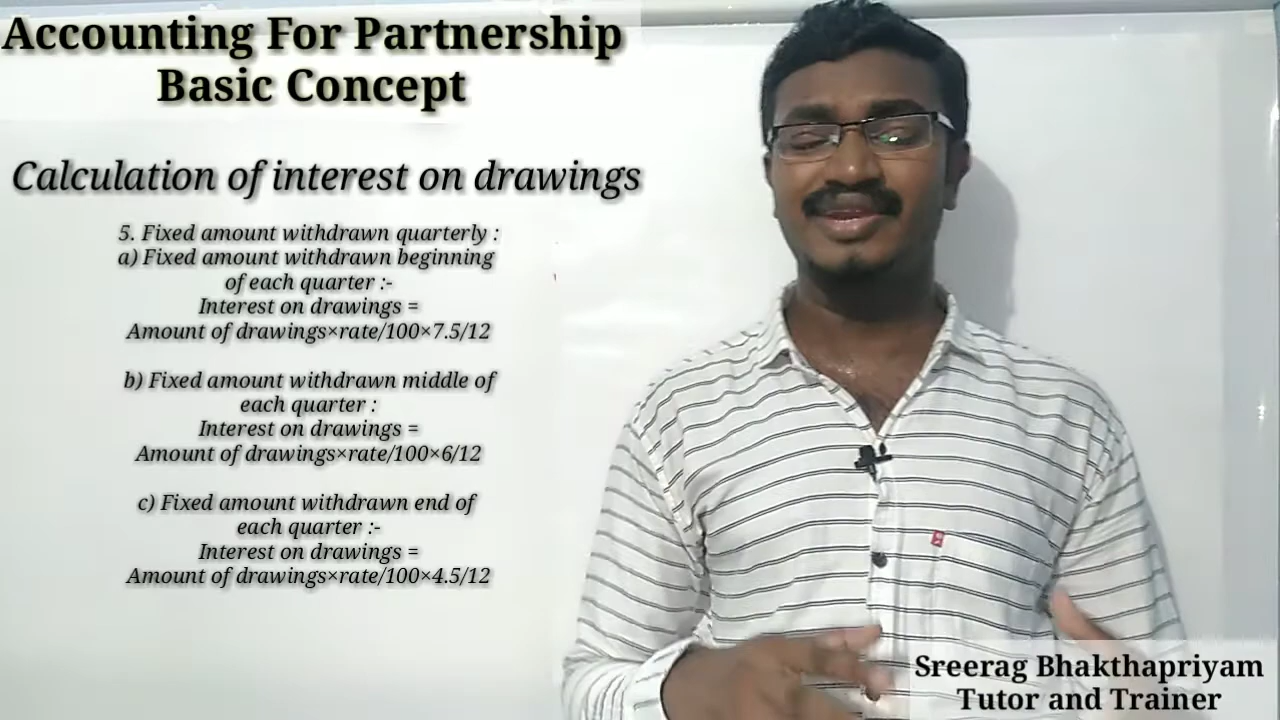 Accounting For Partnership
Basic Concept
Calculation of interest on drawings
5. Fixed amount withdrawn quarterly :
a) Fixed amount withdrawn beginning
of each quarter :-
Interest on drawings =
Amount of drawings×rate/100×7.5/12
b) Fixed amount withdrawn middle of
each quarter :
Interest on drawings =
Amount of drawings×rate/100×6/12
c) Fixed amount withdrawn end of
each quarter :-
Interest on drawings =
Amount of drawings×rate/100×4.5/12
Sreerag Bhakthapriyam
Tutor and Trainer